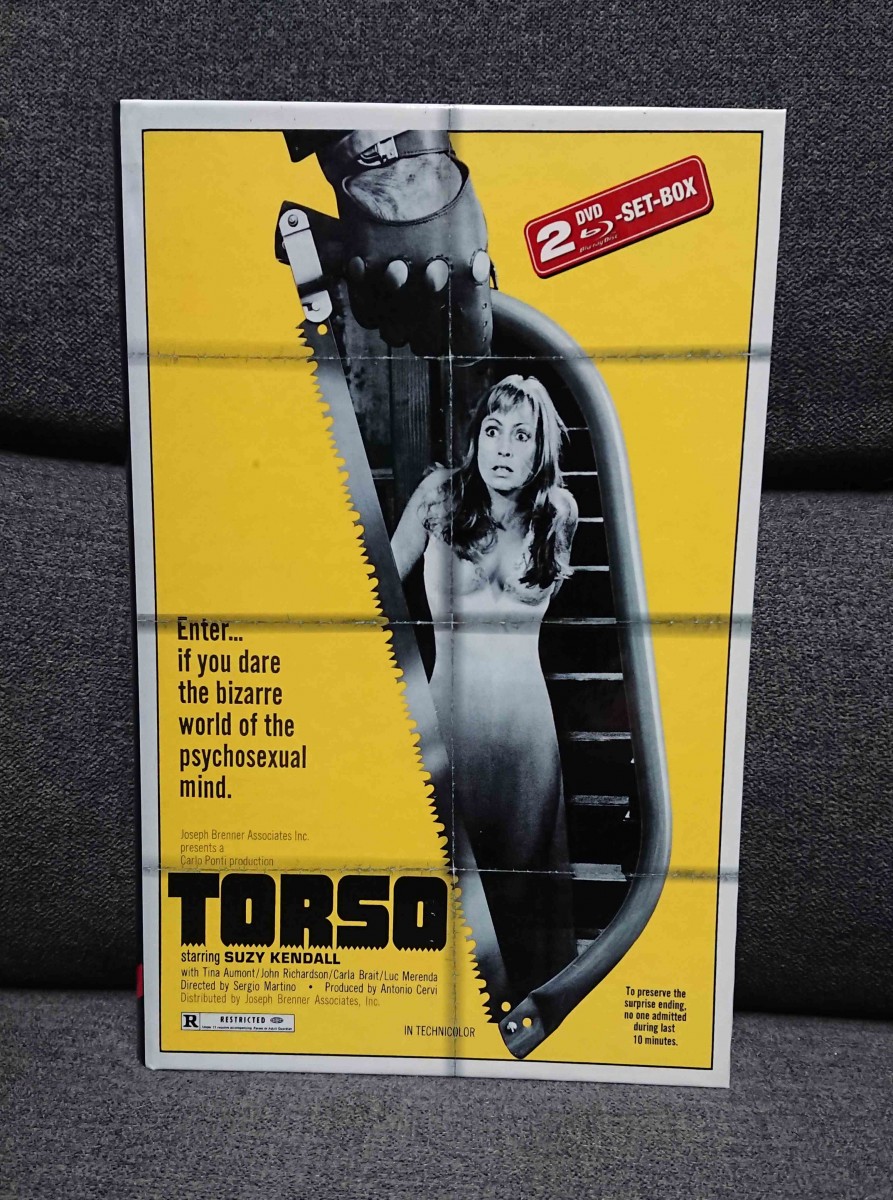 2 DVD Blu-ray Disc -SET-BOX
Enter...
if you dare
the bizarre
world of the
psychosexual
mind.
Joseph Brenner Associates Inc.
presents a
Carlo Ponti production
TORSO
starring SUZY KENDALL
with Tina Aumont/John Richardson/Carla Brait/Luc Merenda
Directed by Sergio Martino • Produced by Antonio Cervi
Distributed by Joseph Brenner Associates, Inc.
R RESTRICTED
IN TECHNICOLOR
To preserve the
surprise ending,
no one admitted
during last
10 minutes.